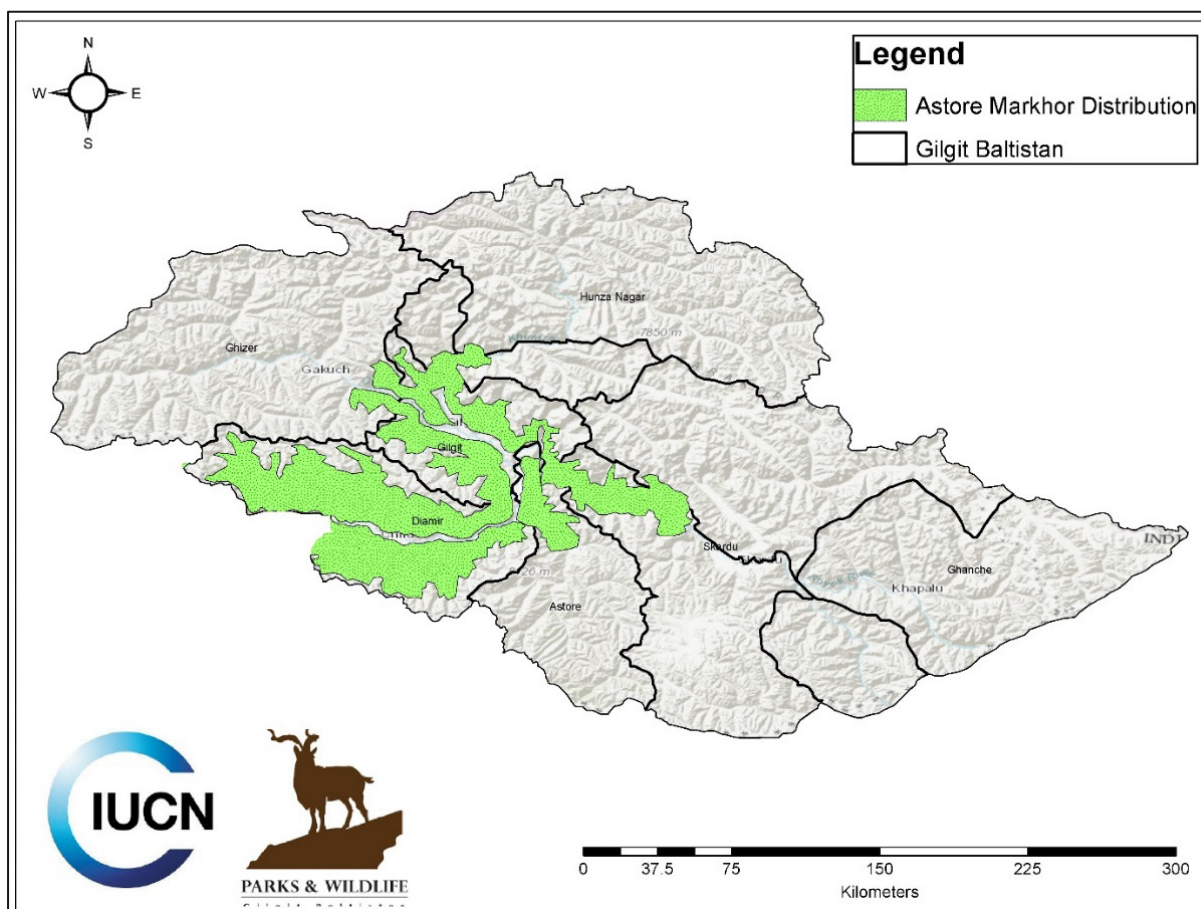 N
W E
S
Legend
Astore Markhor Distribution
Gilgit Baltistan
Hunza Nagar
7850 m
Ghizer
Gakuch
Gilgit
Diamir
Skardu
Ghanche
Khapalu
Astore
IUCN
PARKS & WILDLIFE
0 37.5 75 150 225 300
Kilometers